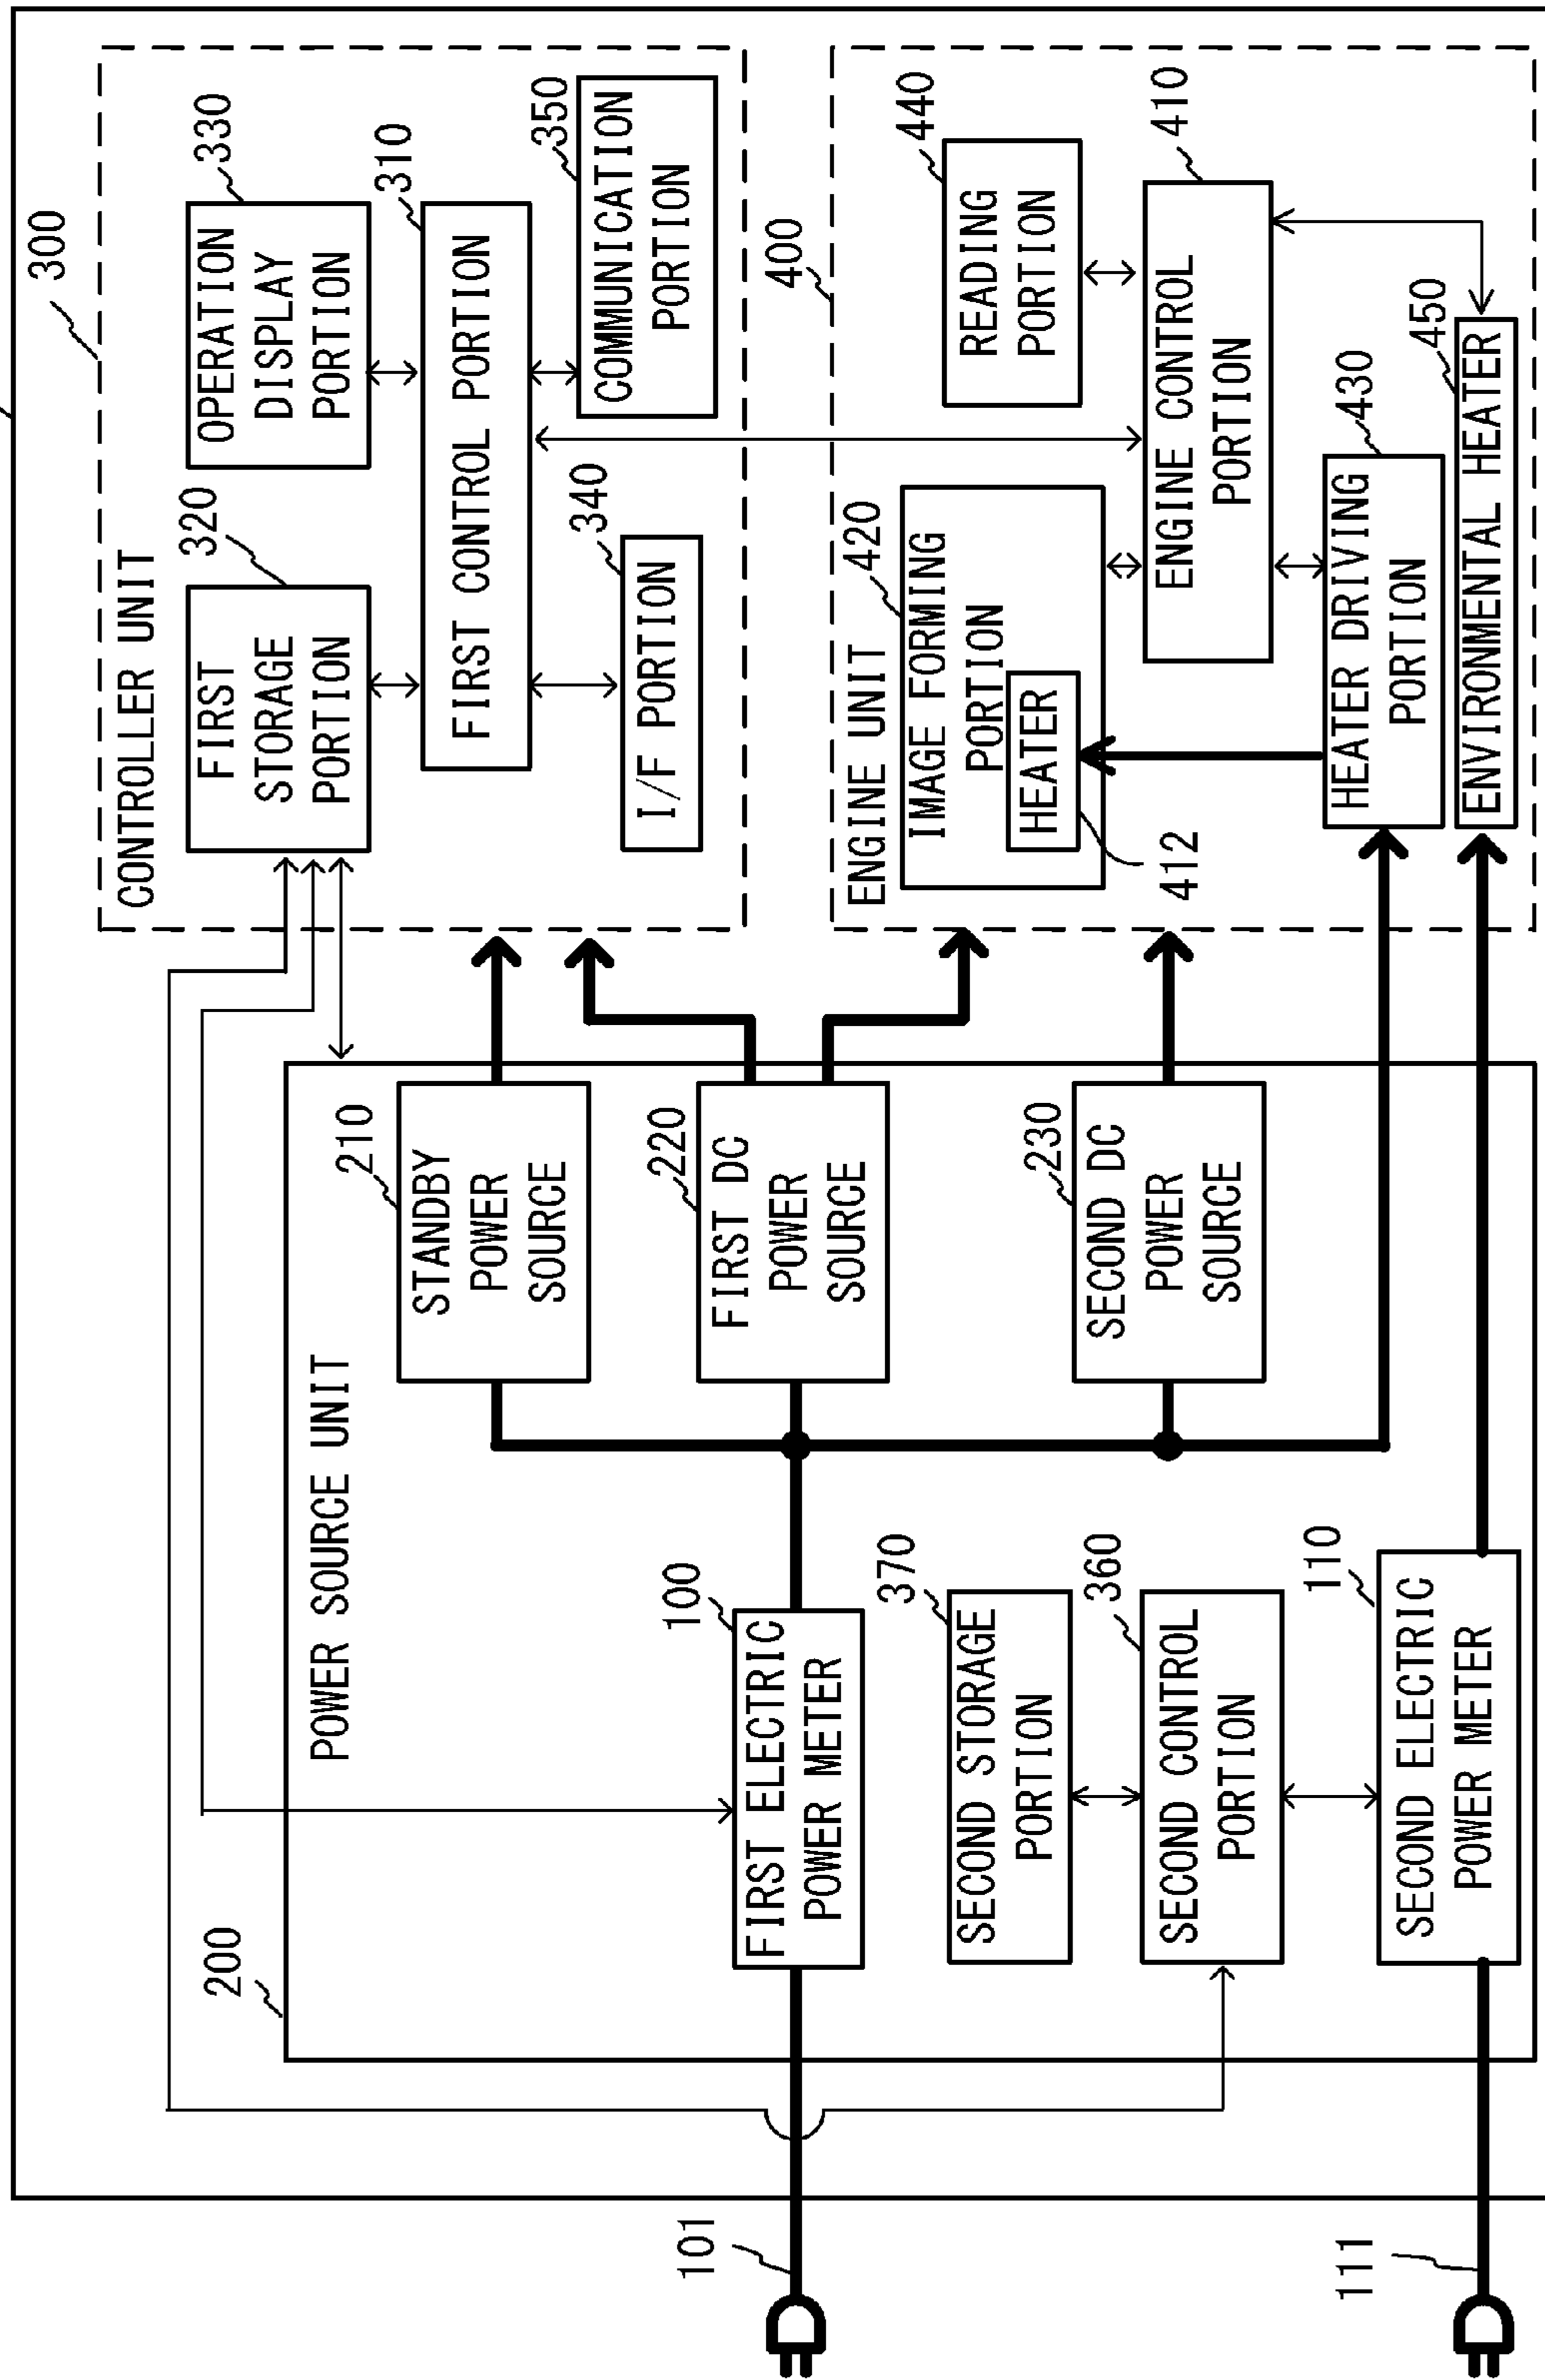 300
CONTROLLER UNIT
320
330
FIRST
STORAGE
PORTION
OPERATION
DISPLAY
PORTION
310
FIRST CONTROL PORTION
340
350
I/F PORTION
COMMUNICATION
PORTION
400
ENGINE UNIT
420
440
IMAGE FORMING
PORTION
HEATER
412
READING
PORTION
410
ENGINE CONTROL
PORTION
430
HEATER DRIVING
PORTION
450
ENVIRONMENTAL HEATER
200
POWER SOURCE UNIT
210
STANDBY
POWER
SOURCE
220
FIRST DC
POWER
SOURCE
230
SECOND DC
POWER
SOURCE
100
FIRST ELECTRIC
POWER METER
370
SECOND STORAGE
PORTION
360
SECOND CONTROL
PORTION
110
SECOND ELECTRIC
POWER METER
101
111